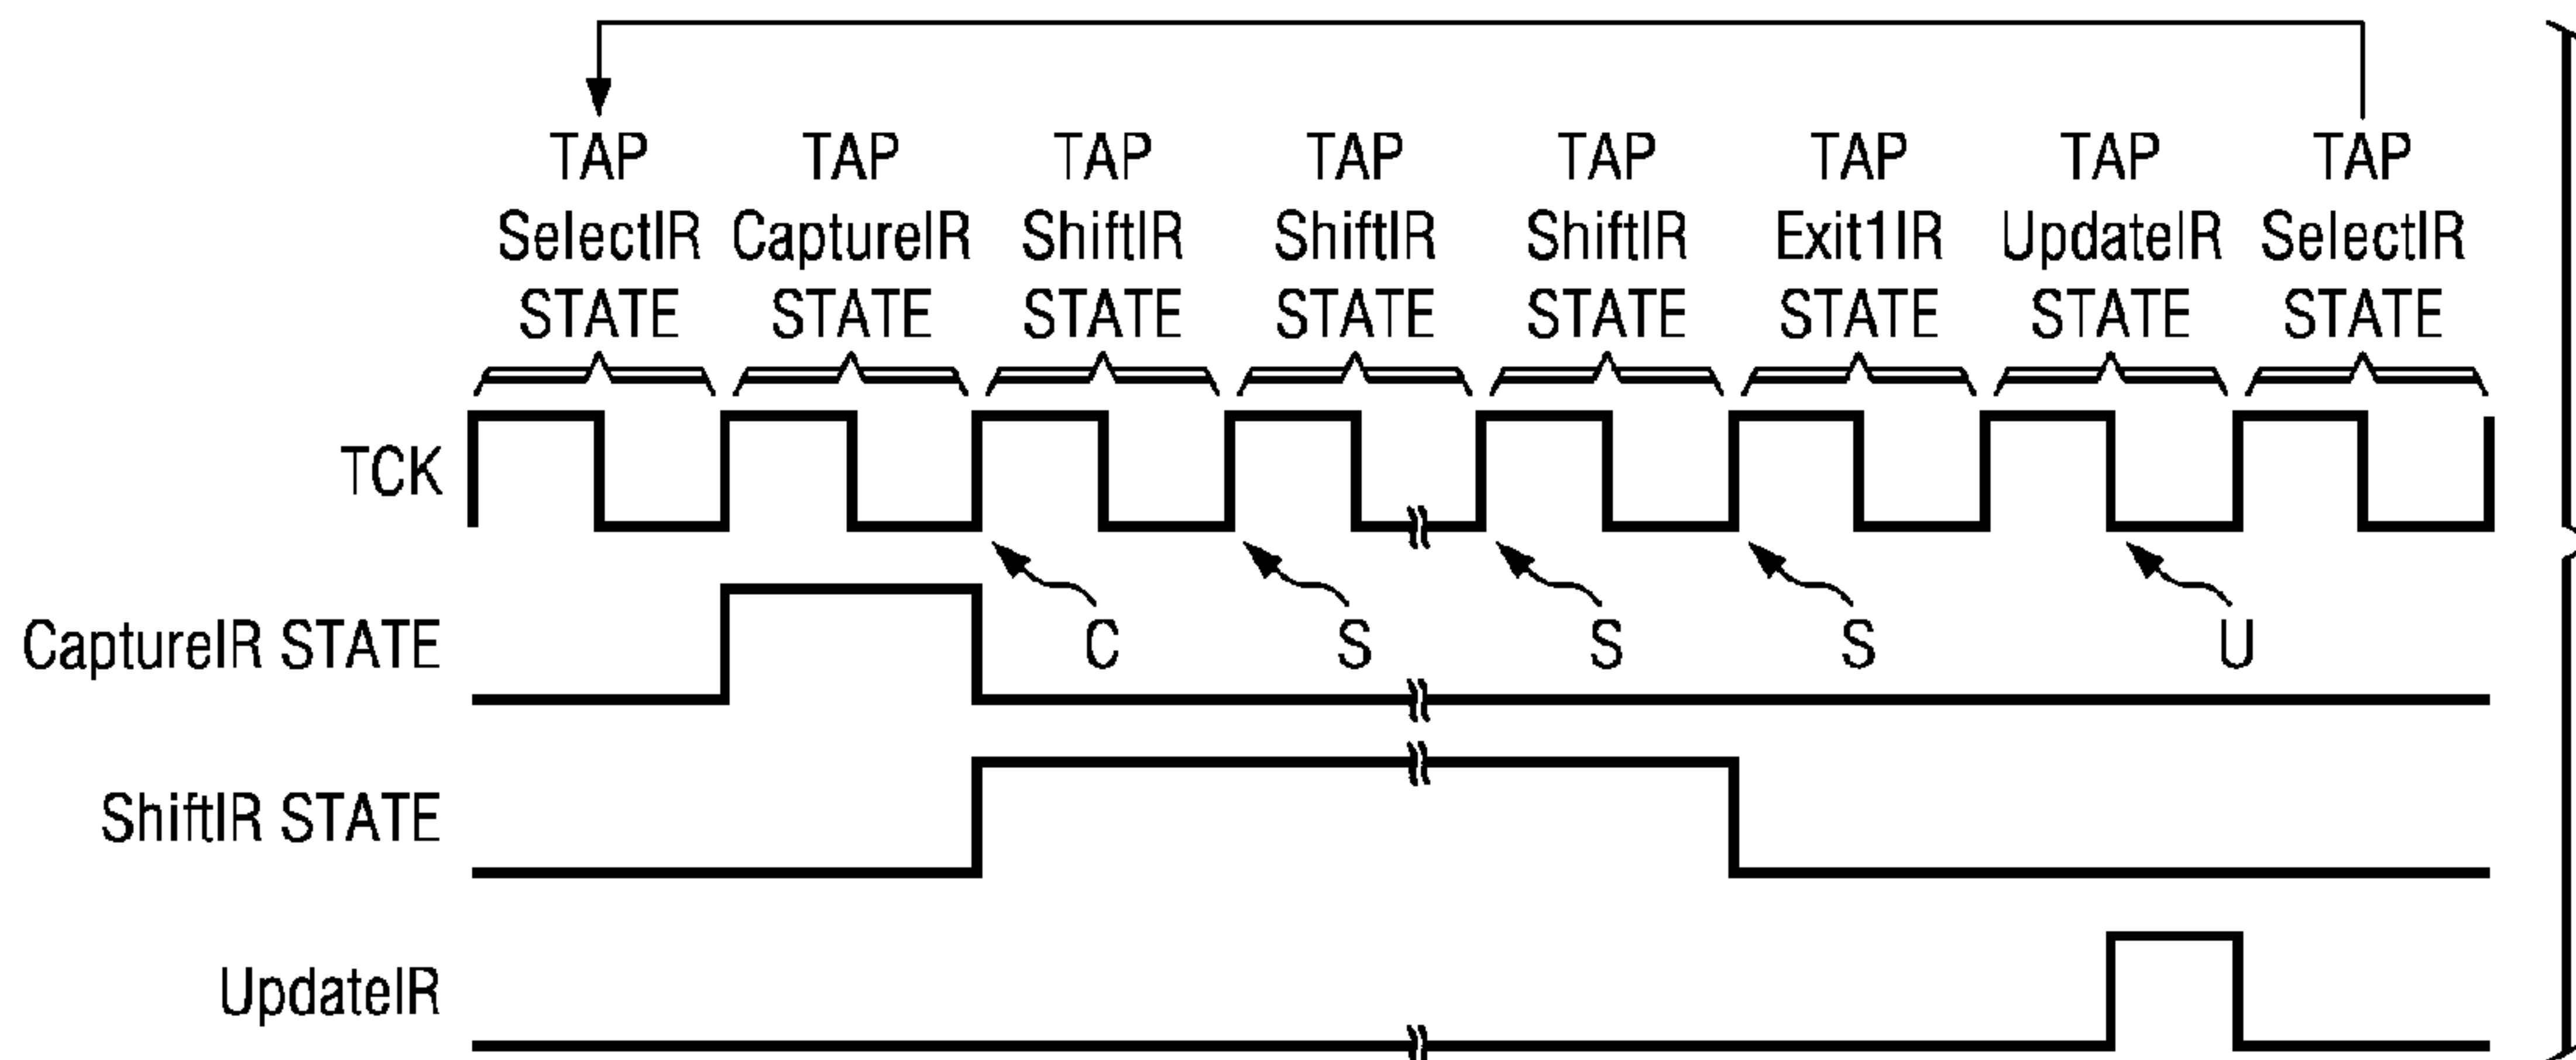 TAP TAP TAP TAP TAP TAP TAP TAP
SelectIR CaptureIR ShiftIR ShiftIR ShiftIR Exit1IR UpdateIR SelectIR
STATE STATE STATE STATE STATE STATE STATE STATE
TCK
C S S S U
CaptureIR STATE
ShiftIR STATE
UpdateIR